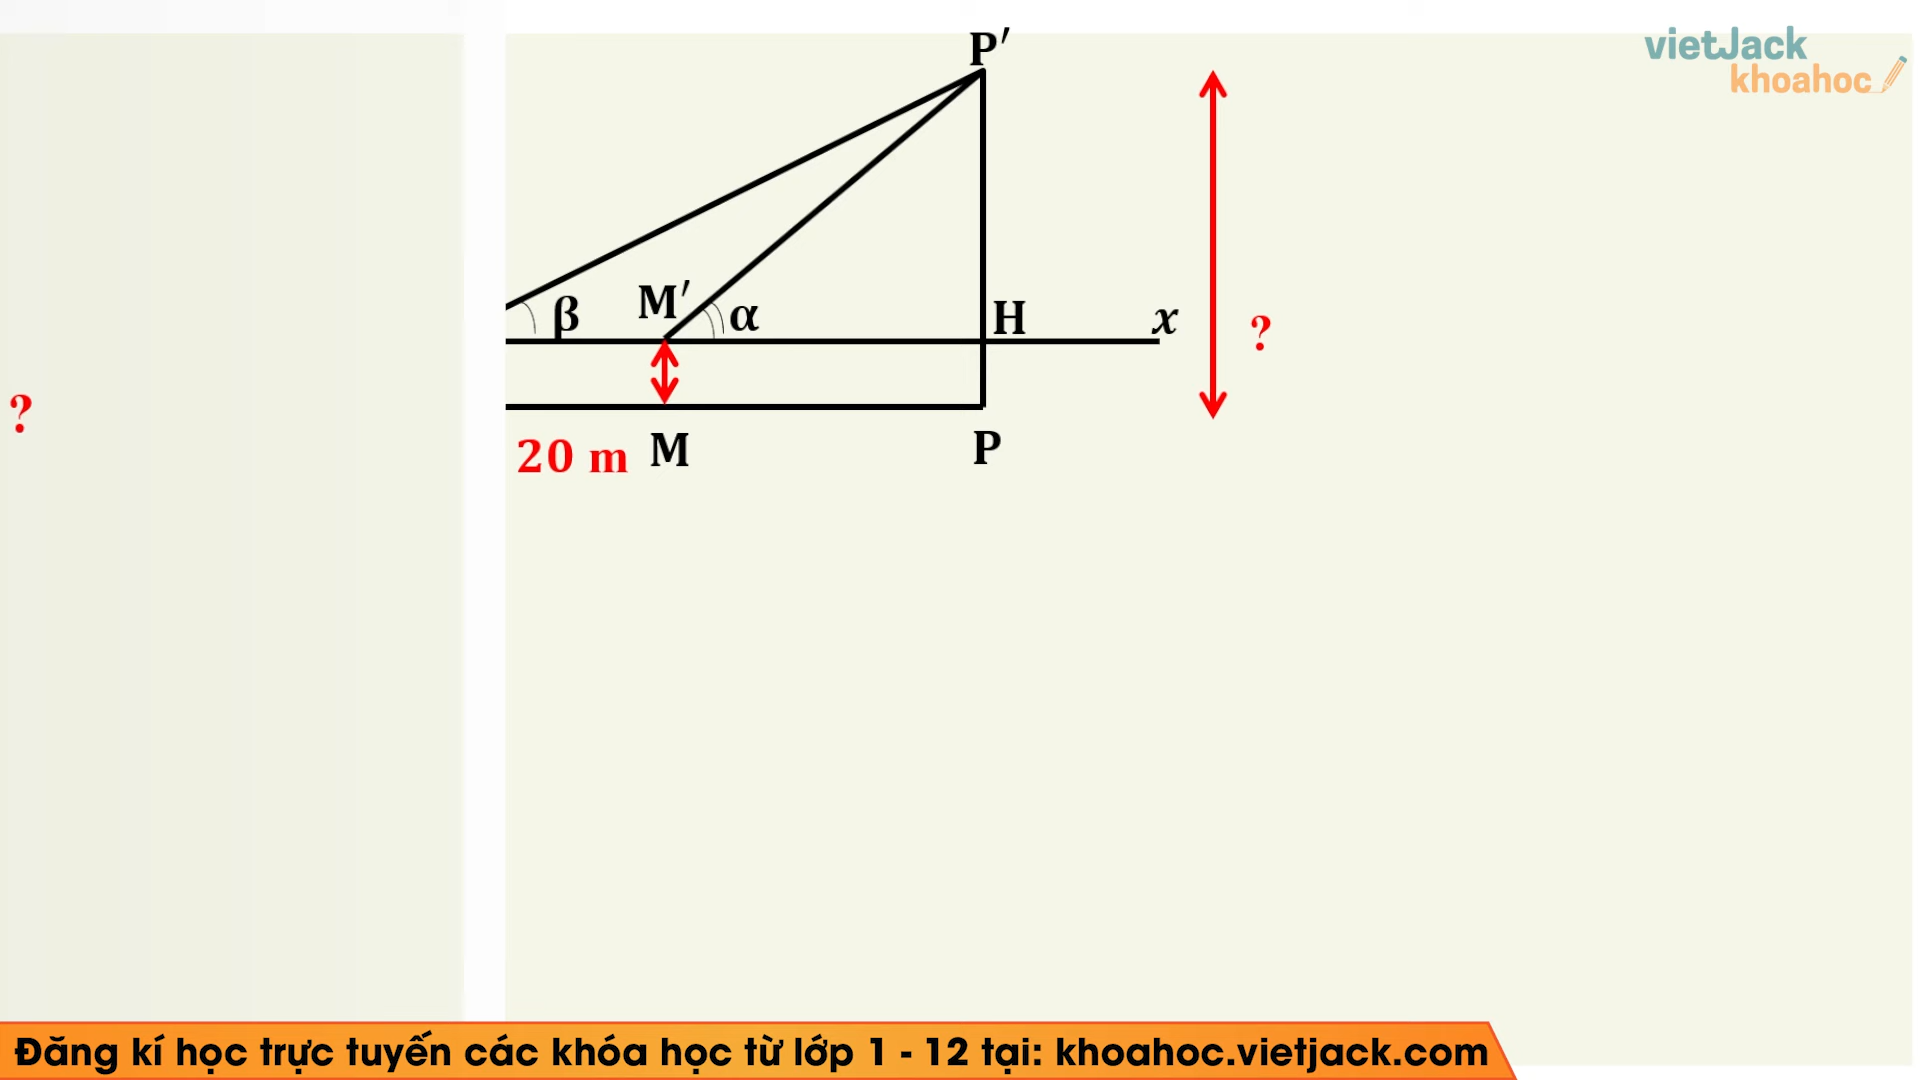 P′
vietJack
khoahoc
β
M′
α
H
x
?
?
20 m
M
P
Đăng kí học trực tuyến các khóa học từ lớp 1 - 12 tại: khoahoc.vietjack.com